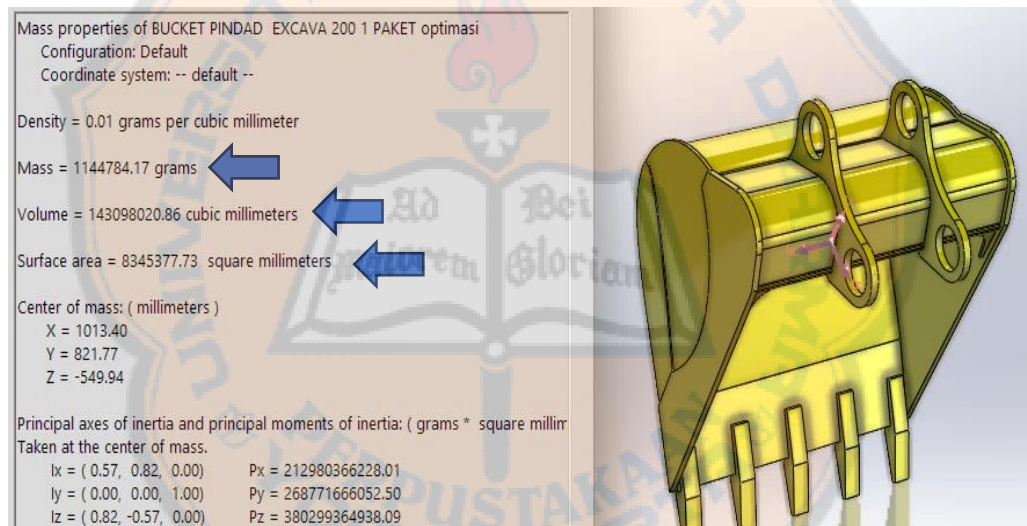 Mass properties of BUCKET PINDAD EXCAVA 200 1 PAKET optimasi
Configuration: Default
Coordinate system: -- default --
Density = 0.01 grams per cubic millimeter
Mass = 1144784.17 grams
Volume = 143098020.86 cubic millimeters
Surface area = 8345377.73 square millimeters
Center of mass: ( millimeters )
X = 1013.40
Y = 821.77
Z = -549.94
Principal axes of inertia and principal moments of inertia: ( grams * square millim
Taken at the center of mass.
Ix = ( 0.57, 0.82, 0.00) Px = 212980366228.01
Iy = ( 0.00, 0.00, 1.00) Py = 268771666052.50
Iz = ( 0.82, -0.57, 0.00) Pz = 380299364938.09
Ad Dei
Gloriam
PERPUSTAKAAN